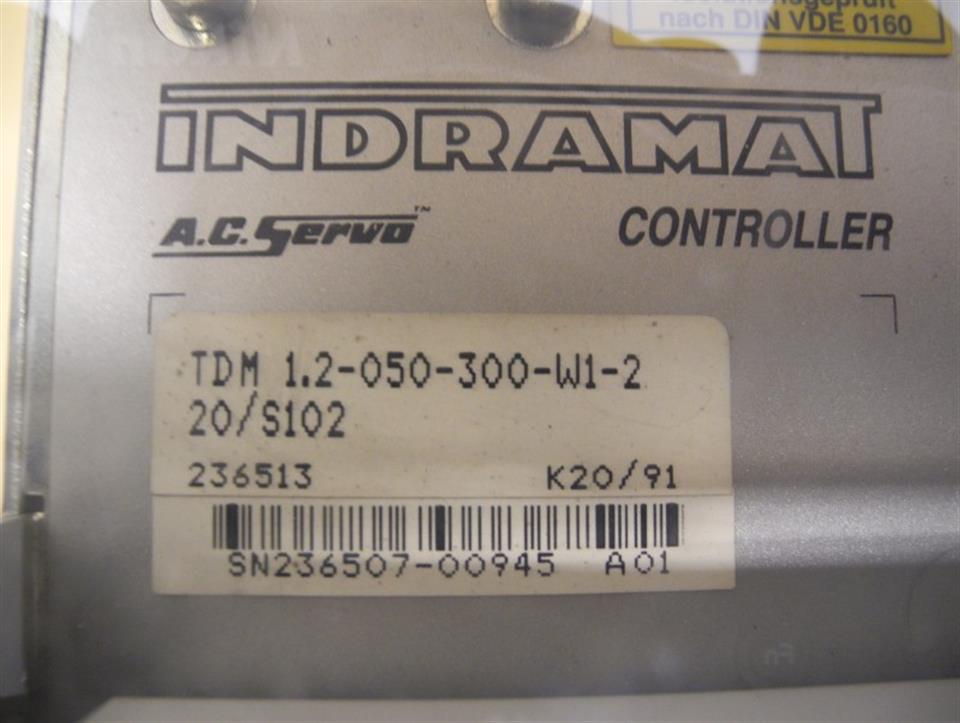 nach DIN VDE 0160
INDRAMAT
A.C. Servo™ CONTROLLER
TDM 1.2-050-300-W1-2
20/S102
236513 K20/91
SN236507-00945 A01